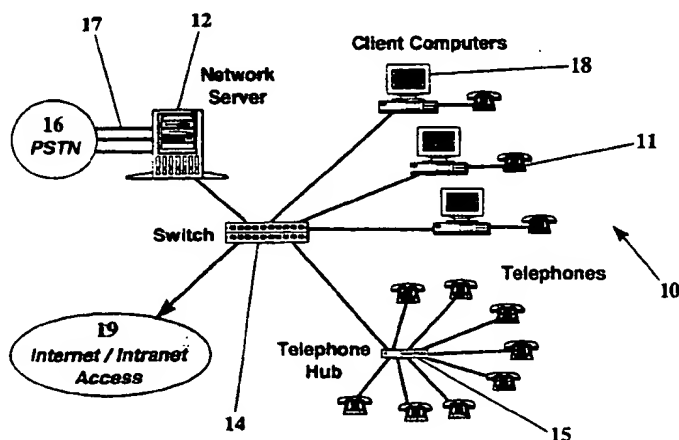 17
12
Client Computers
18
Network
Server
16
PSTN
11
Switch
Telephones
10
19
Internet / Intranet
Access
Telephone
Hub
14
15